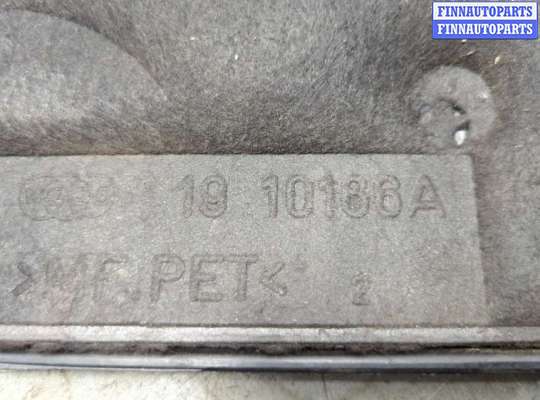 FINNAUTOPARTS
FINNAUTOPARTS
19 10186A
>MF.PET<
2